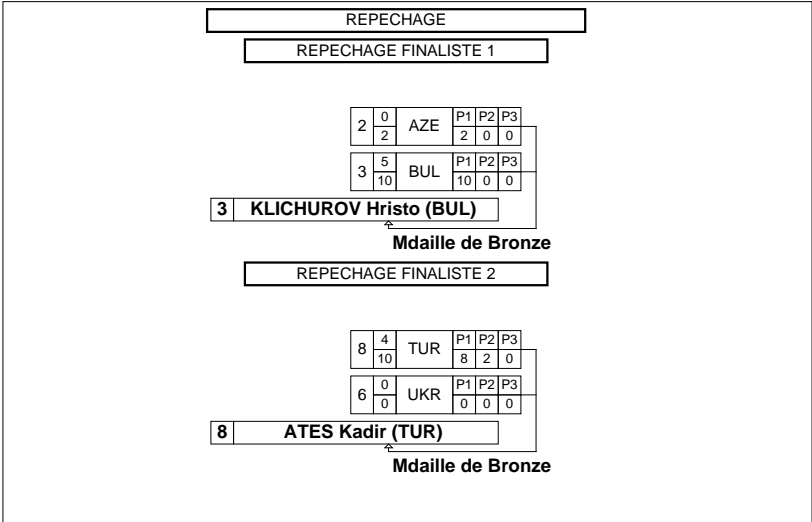 REPECHAGE
REPECHAGE FINALISTE 1
2 0 AZE P1 P2 P3
2 2 0 0
3 5 BUL P1 P2 P3
10 10 0 0
3 KLICHUROV Hristo (BUL)
Mdaille de Bronze
REPECHAGE FINALISTE 2
8 4 TUR P1 P2 P3
10 8 2 0
6 0 UKR P1 P2 P3
0 0 0 0
8 ATES Kadir (TUR)
Mdaille de Bronze